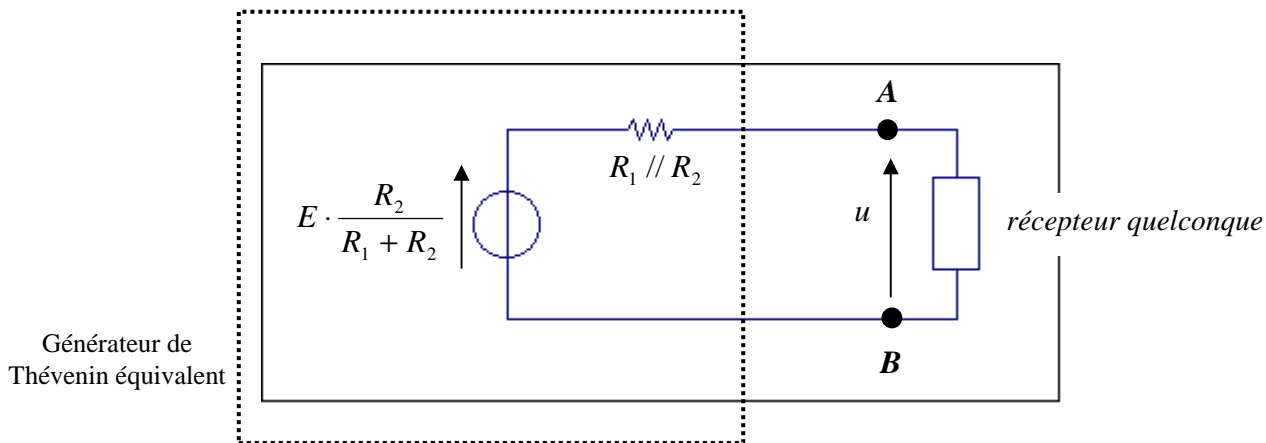 A
R₁ // R₂
E · R₂ / (R₁ + R₂)
u
récepteur quelconque
Générateur de
Thévenin équivalent
B